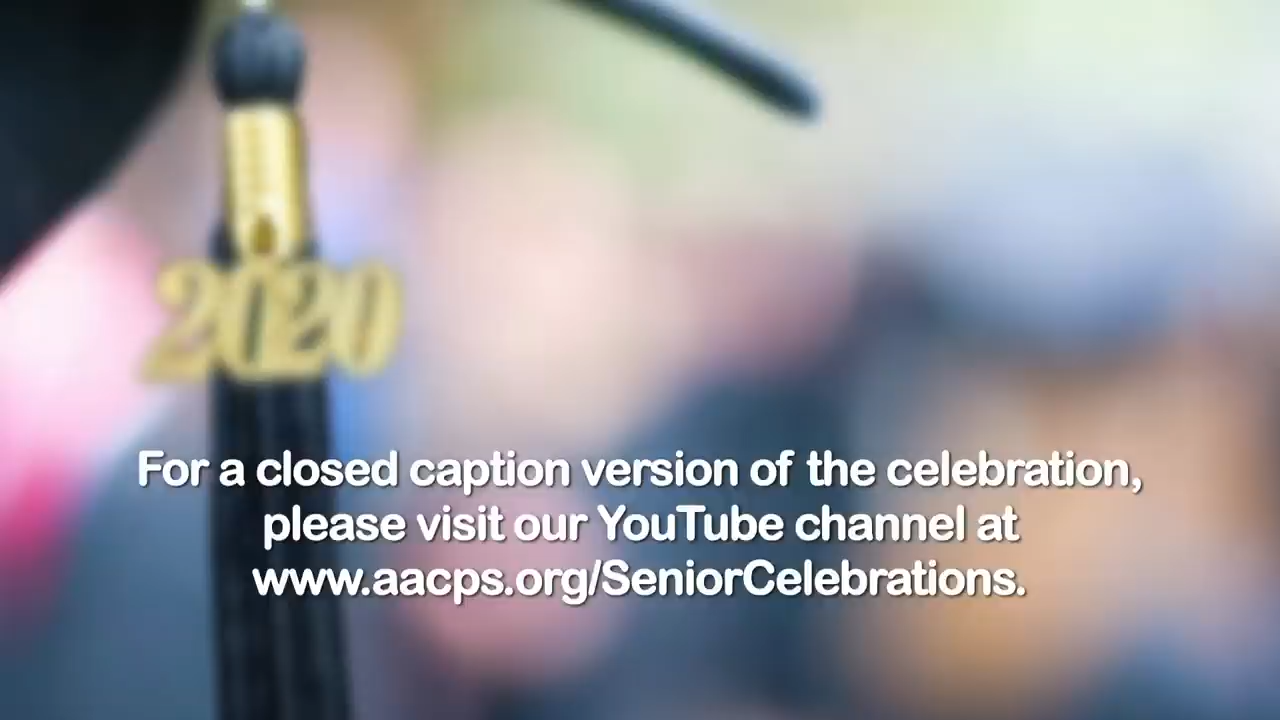 2020
For a closed caption version of the celebration,
please visit our YouTube channel at
www.aacps.org/SeniorCelebrations.